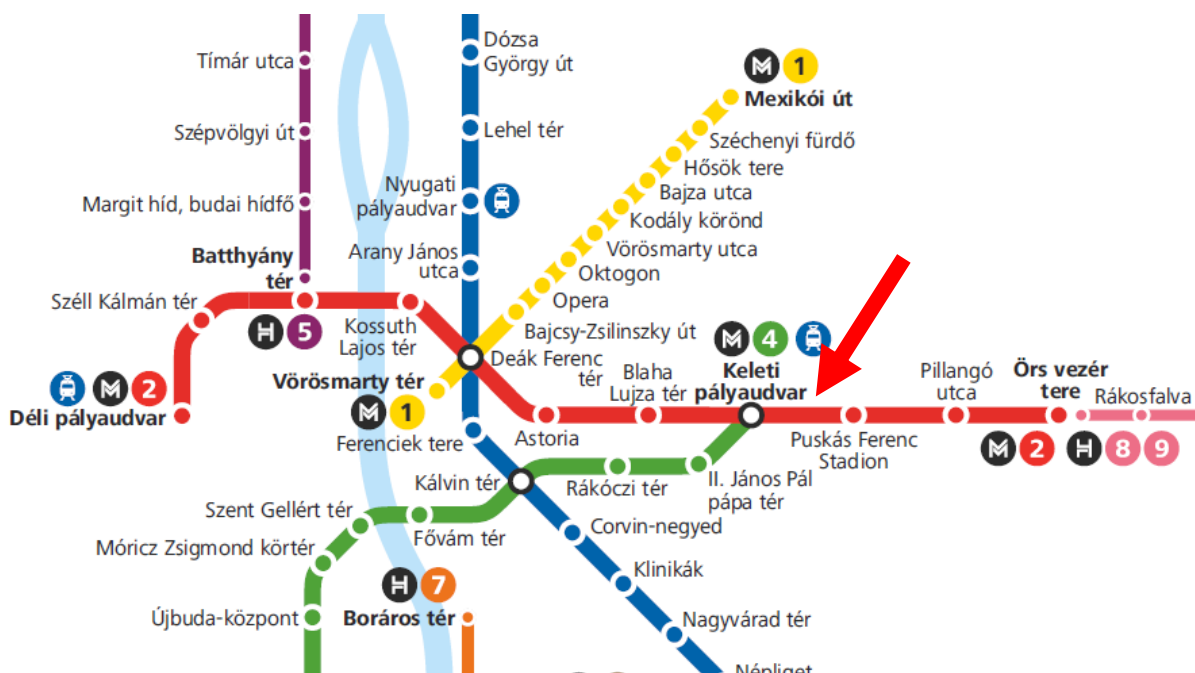 Tímár utca
Dózsa
György út
M 1
Mexikói út
Szépvölgyi út
Lehel tér
Széchenyi fürdő
Hősök tere
Nyugati
pályaudvar
Bajza utca
Margit híd, budai hídfő
Kodály körönd
Vörösmarty utca
Batthyány
tér
Arany János
utca
Oktogon
Széll Kálmán tér
Opera
H 5
Kossuth
Lajos tér
Bajcsy-Zsilinszky út
M 4
Deák Ferenc
tér
Blaha
Lujza tér
Keleti
pályaudvar
Pillangó
utca
Örs vezér
tere
Rákosfalva
M 2
Déli pályaudvar
Vörösmarty tér
M 1
Ferenciek tere
Astoria
Puskás Ferenc
Stadion
M 2
H 8 9
Kálvin tér
Rákóczi tér
II. János Pál
pápa tér
Szent Gellért tér
Fővám tér
Corvin-negyed
Móricz Zsigmond körtér
Klinikák
H 7
Újbuda-központ
Boráros tér
Nagyvárad tér
Népliget